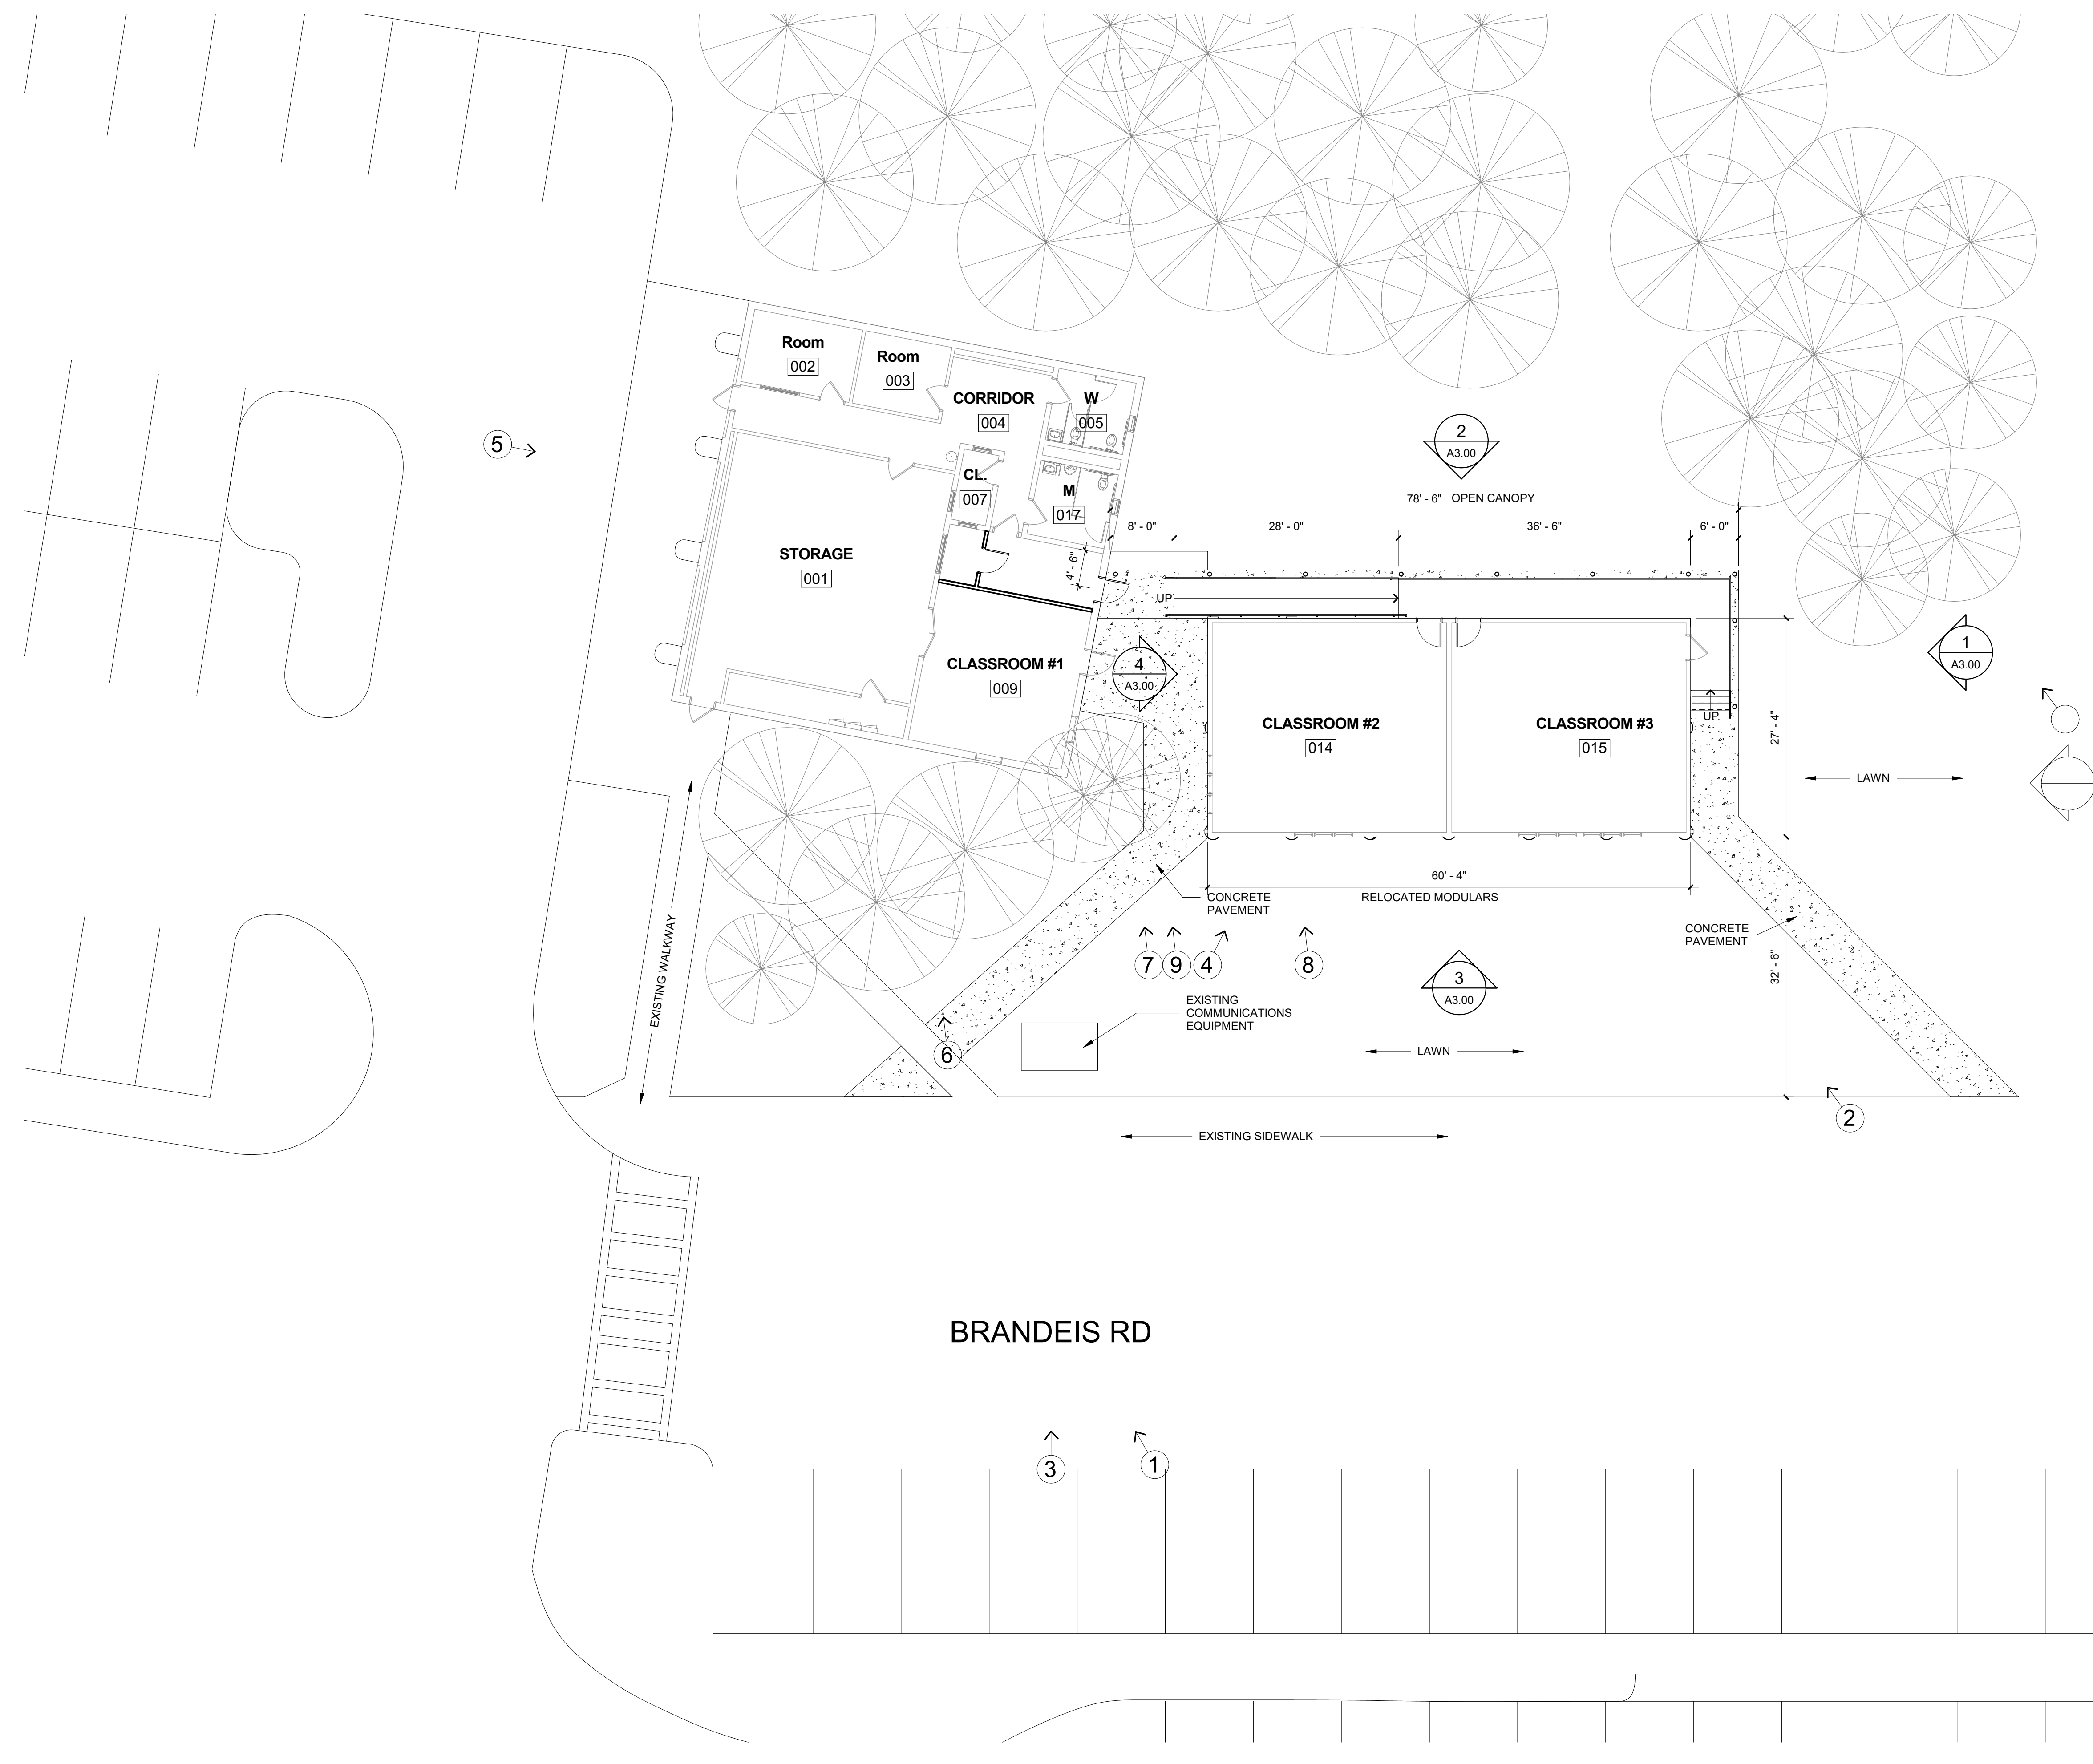 Room
002
Room
003
CORRIDOR
004
W
005
5
2
A3.00
CL.
007
M
017
78' - 6" OPEN CANOPY
8' - 0"
28' - 0"
36' - 6"
6' - 0"
STORAGE
001
4' - 6"
UP
CLASSROOM #1
009
4
A3.00
1
A3.00
CLASSROOM #2
014
CLASSROOM #3
015
UP
27' - 4"
LAWN
60' - 4"
RELOCATED MODULARS
CONCRETE
PAVEMENT
CONCRETE
PAVEMENT
EXISTING WALKWAY
7
9
4
8
3
A3.00
32' - 6"
EXISTING
COMMUNICATIONS
EQUIPMENT
6
LAWN
2
EXISTING SIDEWALK
BRANDEIS RD
3
1